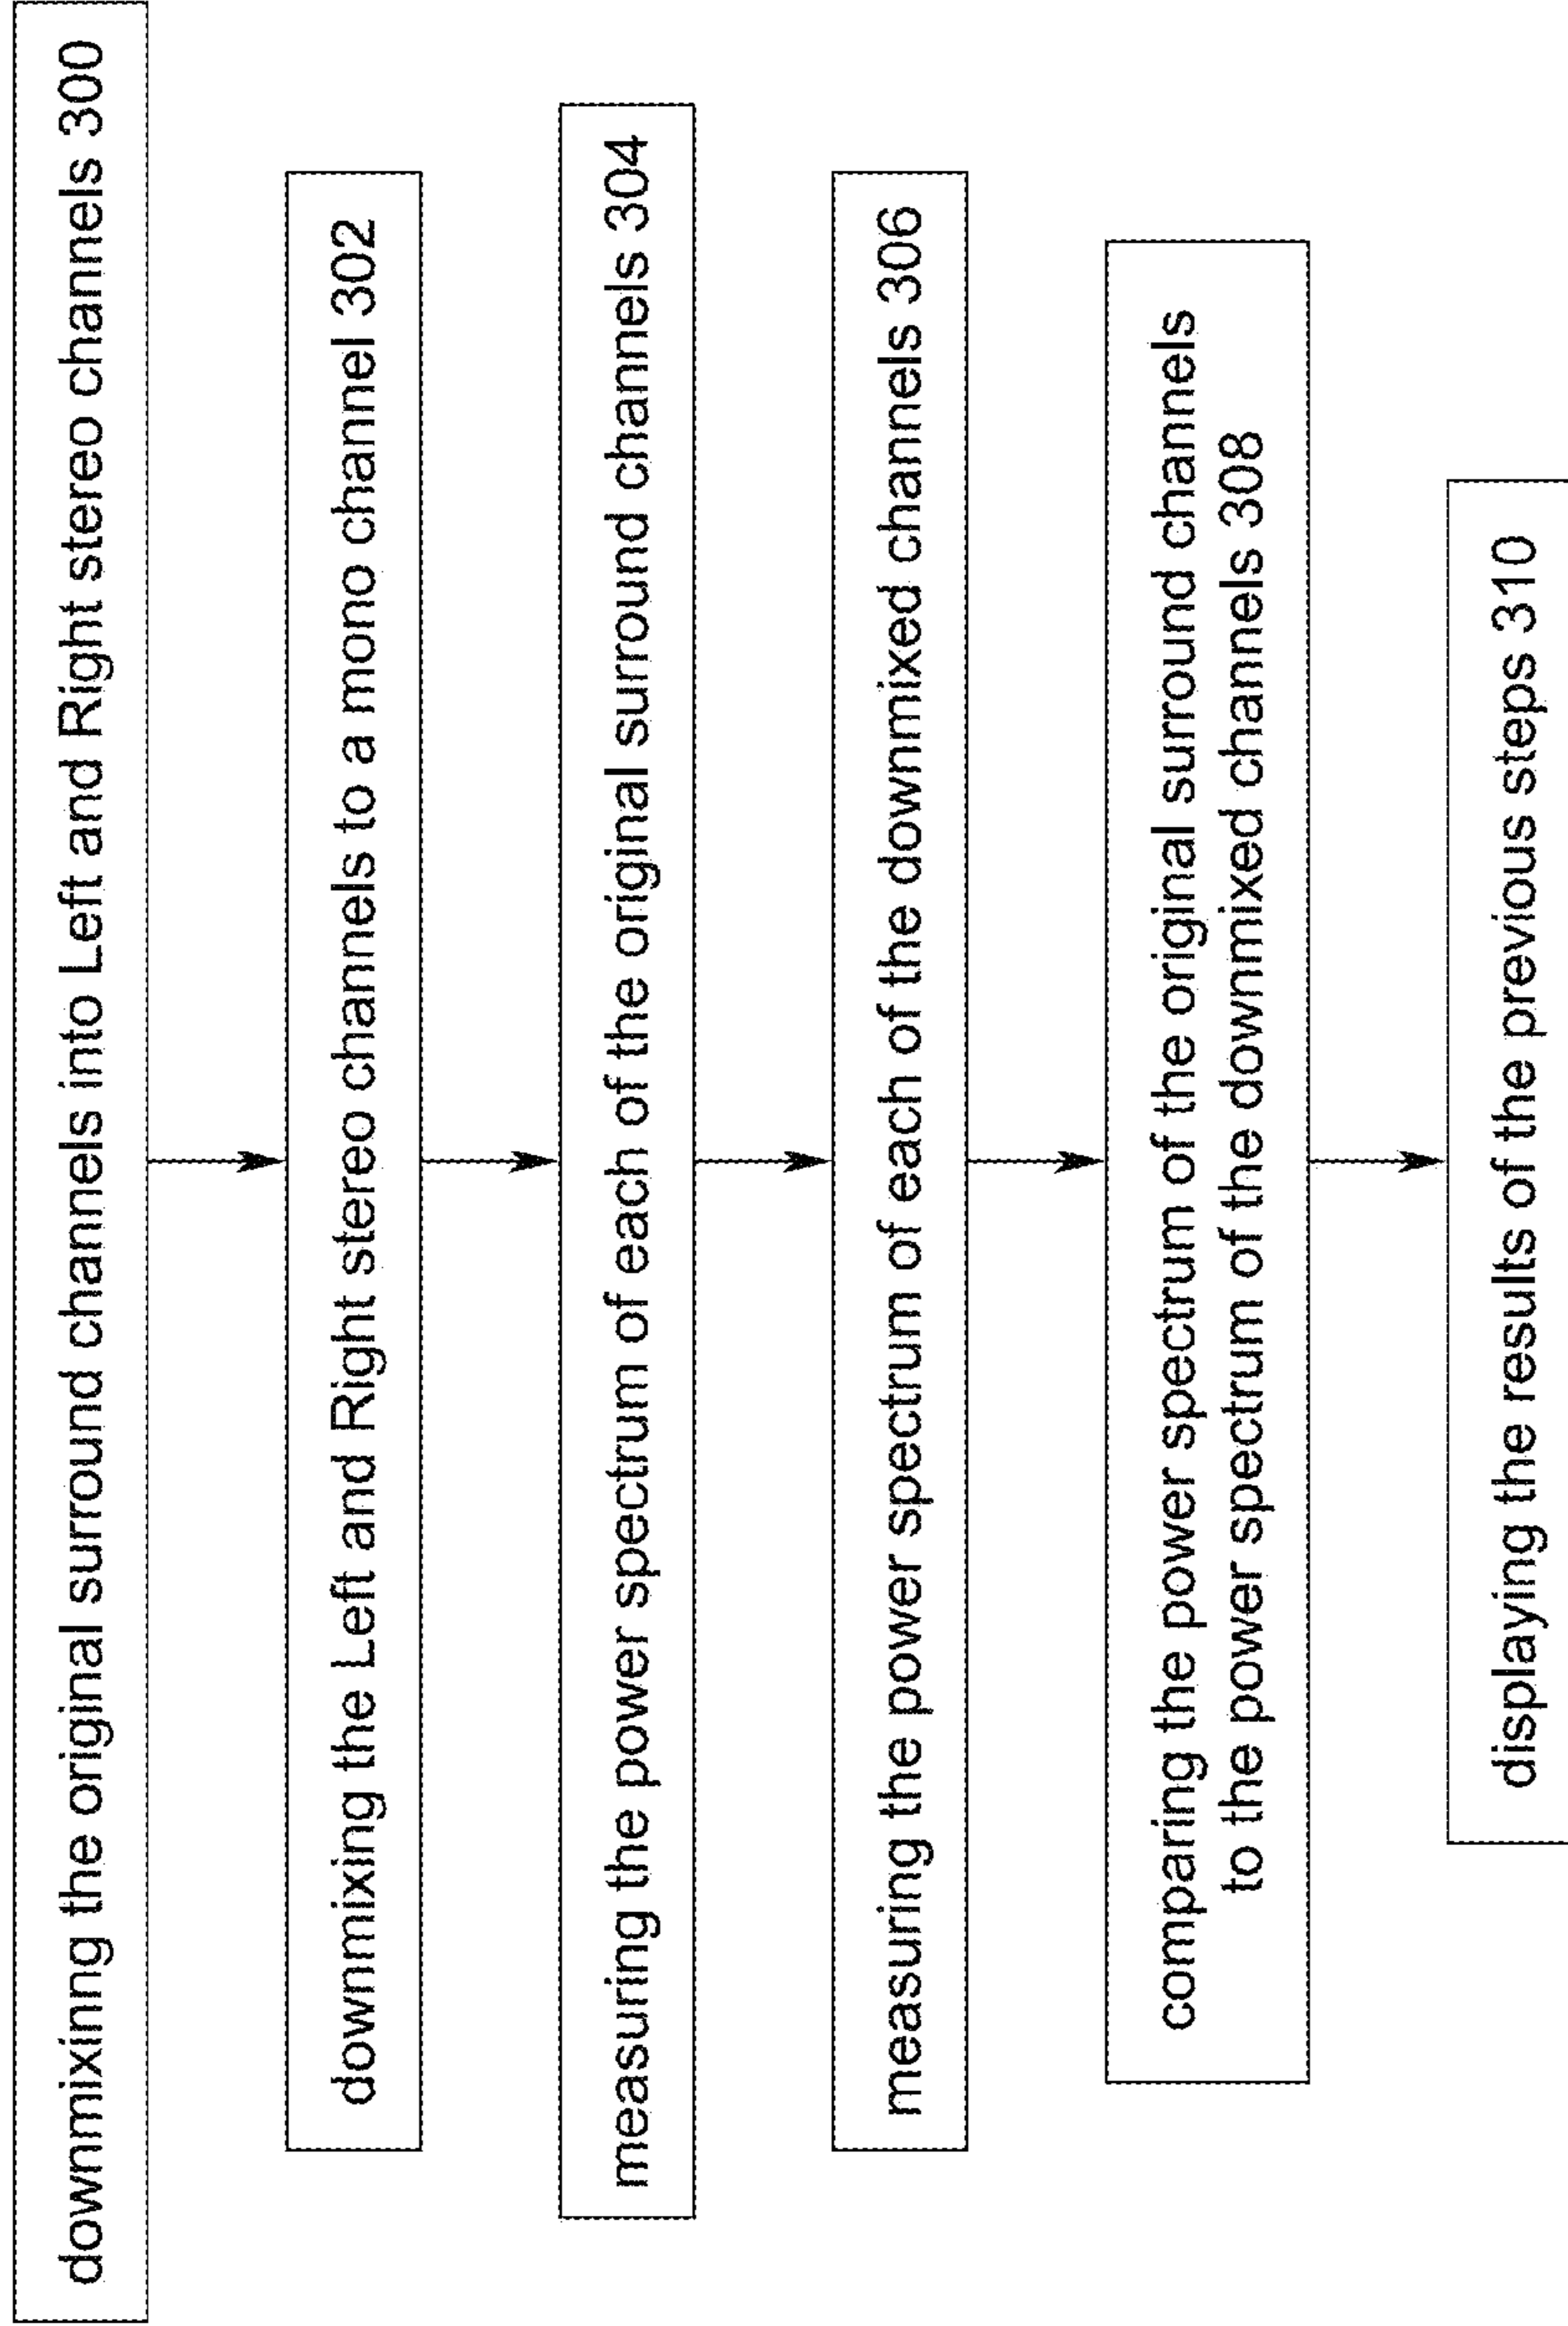 downmixinng the original surround channels into Left and Right stereo channels 300
downmixing the Left and Right stereo channels to a mono channel 302
measuring the power spectrum of each of the original surround channels 304
measuring the power spectrum of each of the downmixed channels 306
comparing the power spectrum of the original surround channels
to the power spectrum of the downmixed channels 308
displaying the results of the previous steps 310